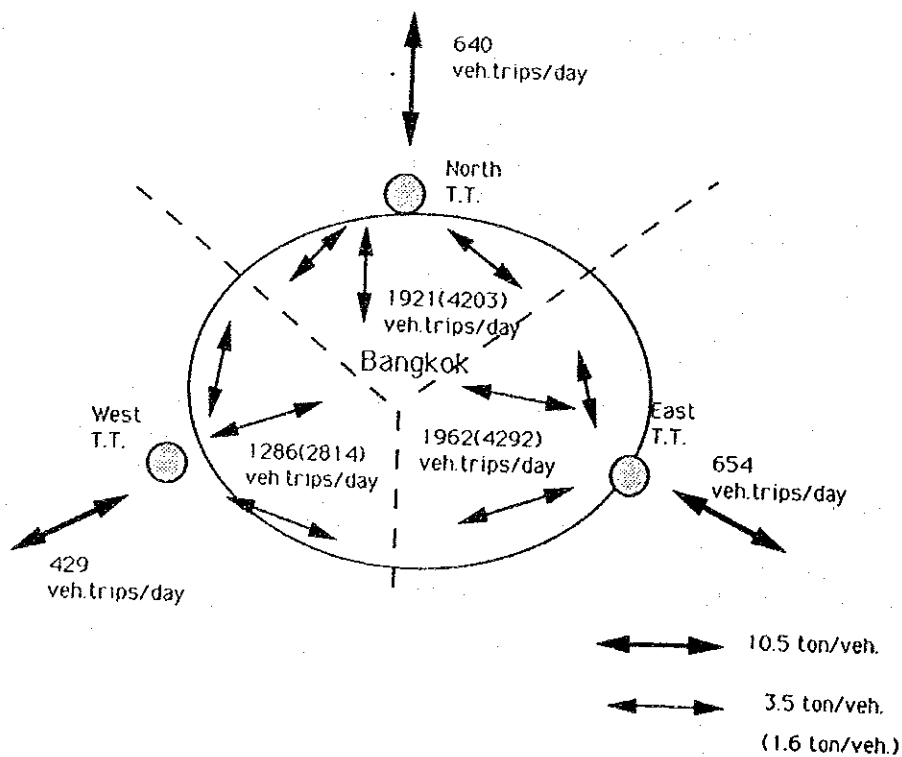 640
veh.trips/day
North
T.T.
1921(4203)
veh.trips/day
Bangkok
West
T.T.
East
T.T.
1286(2814)
veh trips/day
1962(4292)
veh.trips/day
654
veh.trips/day
429
veh.trips/day
10.5 ton/veh.
3.5 ton/veh.
(1.6 ton/veh.)